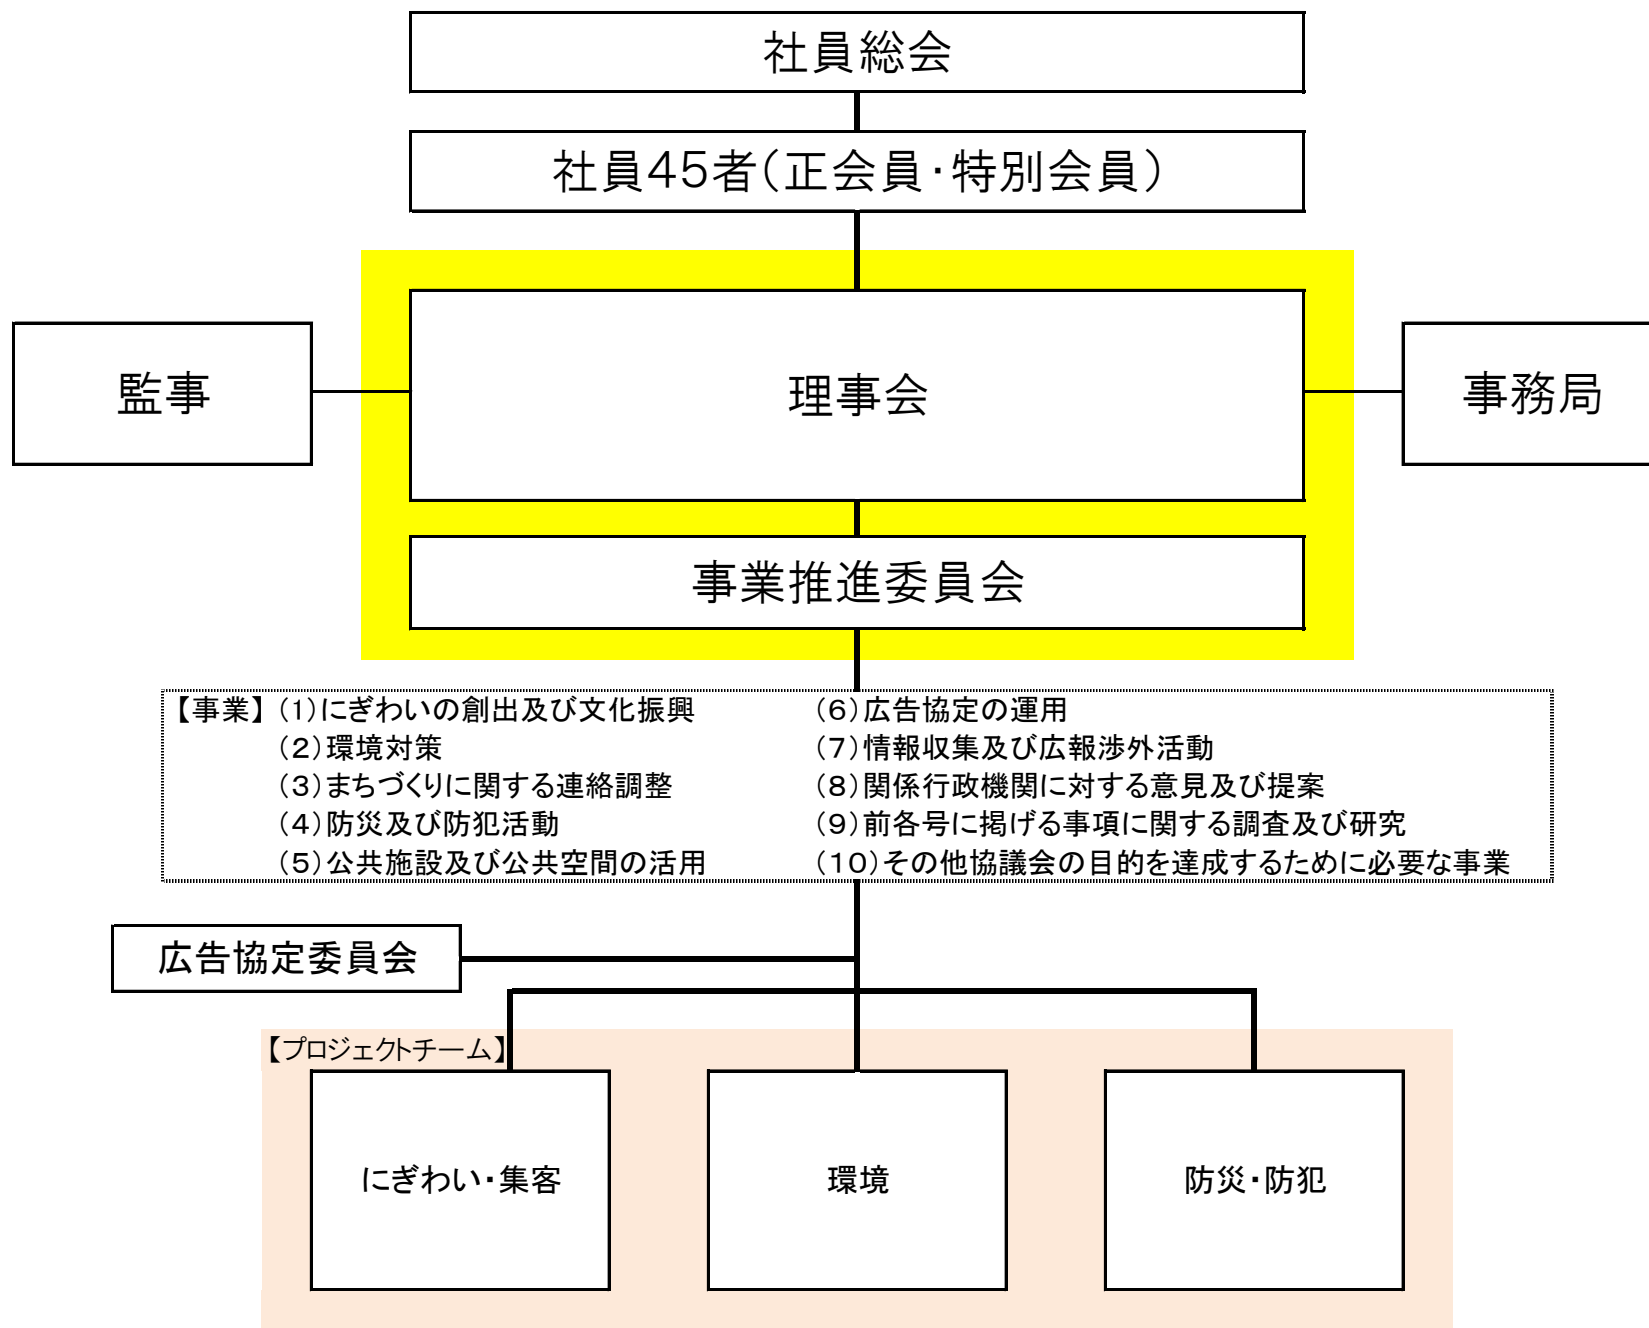 社員総会
社員45者(正会員・特別会員)
監事
理事会
事務局
事業推進委員会
【事業】(1)にぎわいの創出及び文化振興
(2)環境対策
(3)まちづくりに関する連絡調整
(4)防災及び防犯活動
(5)公共施設及び公共空間の活用
(6)広告協定の運用
(7)情報収集及び広報渉外活動
(8)関係行政機関に対する意見及び提案
(9)前各号に掲げる事項に関する調査及び研究
(10)その他協議会の目的を達成するために必要な事業
広告協定委員会
【プロジェクトチーム】
にぎわい・集客
環境
防災・防犯